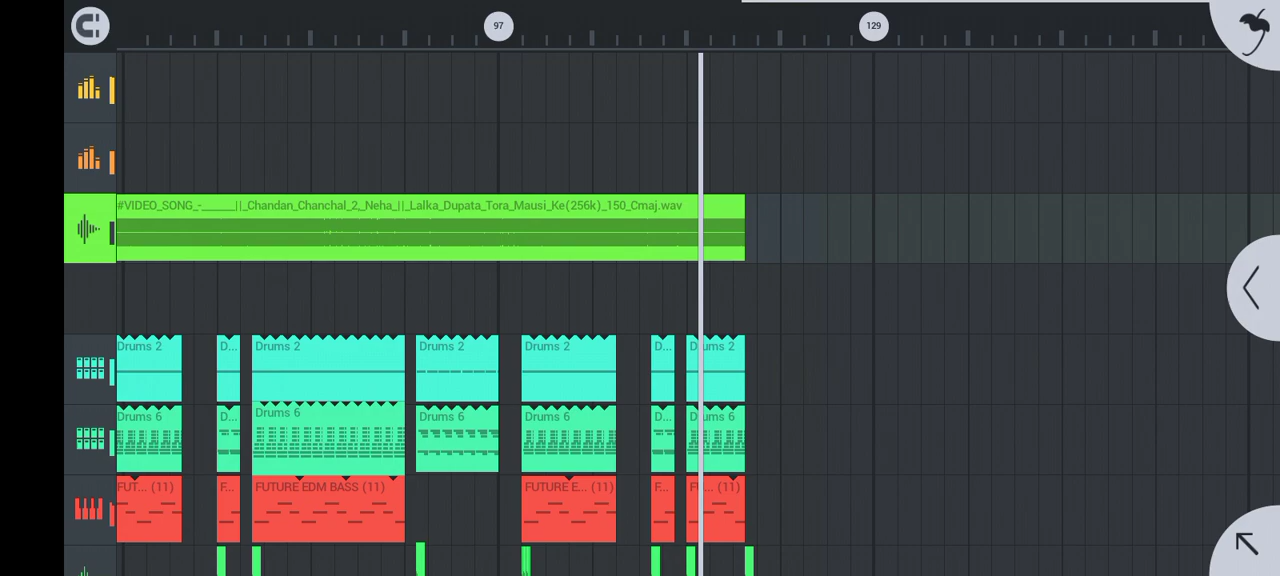 97
129
#VIDEO_SONG_-______||_Chandan_Chanchal_2_Neha_||_Lalka_Dupata_Tora_Mausi_Ke(256k)_150_Cmaj.wav
Drums 2 D... Drums 2 Drums 2 Drums 2 D... Drums 2
Drums 6 D... Drums 6 Drums 6 Drums 6 D... Drums 6
FUT... (11) F... FUTURE EDM BASS (11) FUTURE E... (11) F... FU... (11)